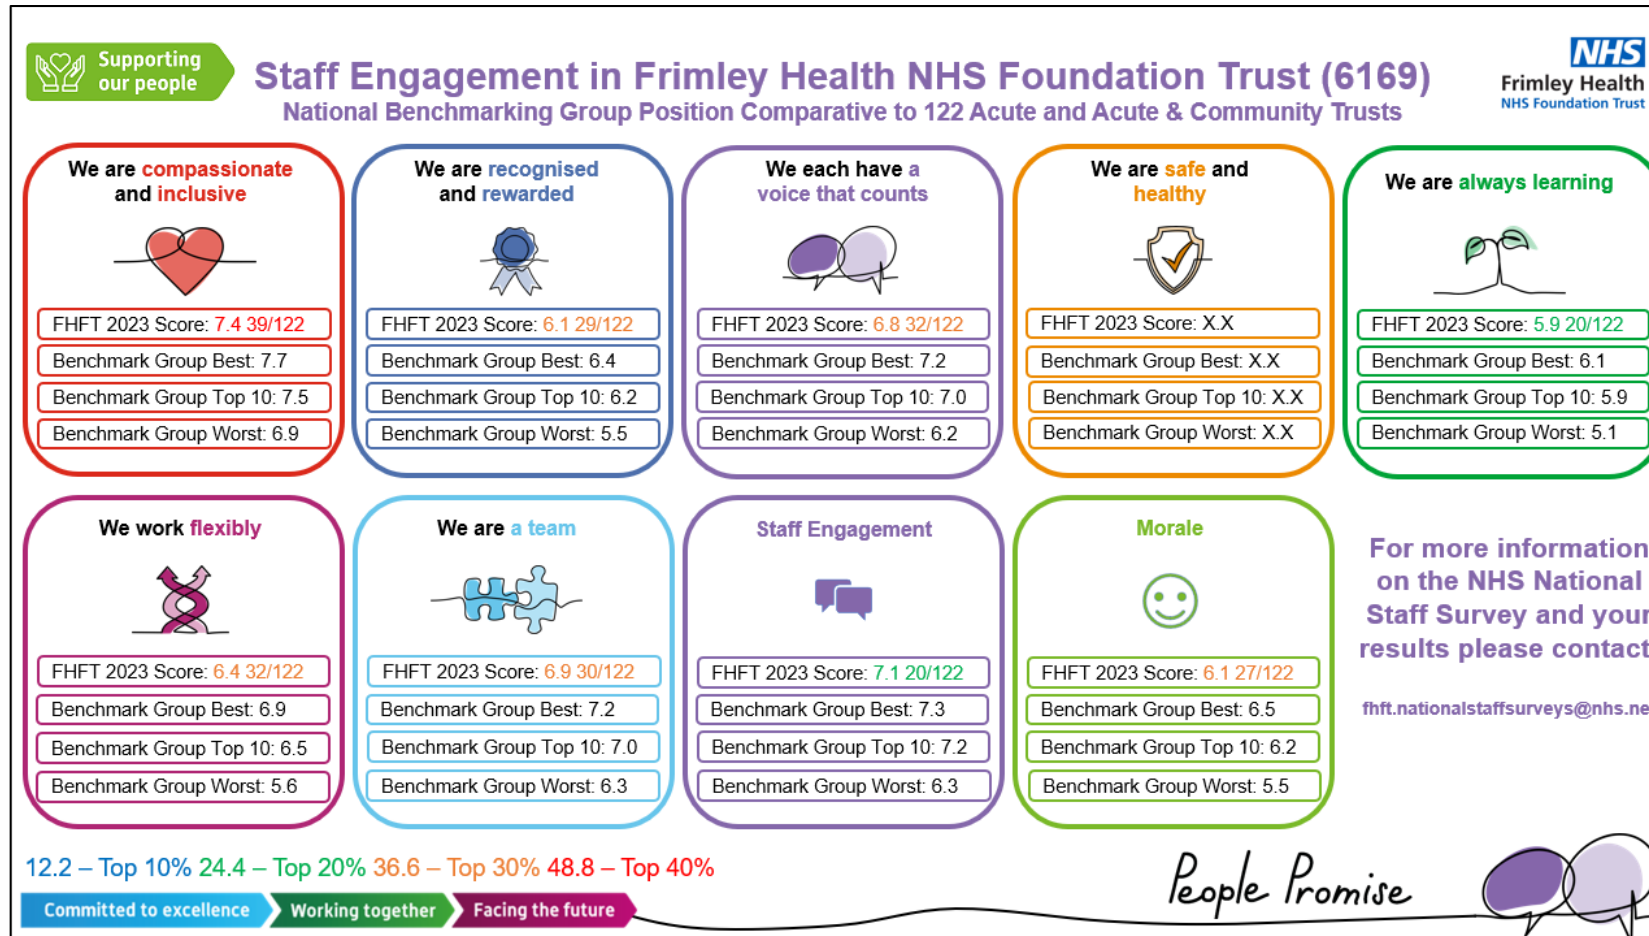 Supporting
our people
Staff Engagement in Frimley Health NHS Foundation Trust (6169)
National Benchmarking Group Position Comparative to 122 Acute and Acute & Community Trusts
NHS
Frimley Health
NHS Foundation Trust
We are compassionate
and inclusive
FHFT 2023 Score: 7.4 39/122
Benchmark Group Best: 7.7
Benchmark Group Top 10: 7.5
Benchmark Group Worst: 6.9
We are recognised
and rewarded
FHFT 2023 Score: 6.1 29/122
Benchmark Group Best: 6.4
Benchmark Group Top 10: 6.2
Benchmark Group Worst: 5.5
We each have a
voice that counts
FHFT 2023 Score: 6.8 32/122
Benchmark Group Best: 7.2
Benchmark Group Top 10: 7.0
Benchmark Group Worst: 6.2
We are safe and
healthy
FHFT 2023 Score: X.X
Benchmark Group Best: X.X
Benchmark Group Top 10: X.X
Benchmark Group Worst: X.X
We are always learning
FHFT 2023 Score: 5.9 20/122
Benchmark Group Best: 6.1
Benchmark Group Top 10: 5.9
Benchmark Group Worst: 5.1
We work flexibly
FHFT 2023 Score: 6.4 32/122
Benchmark Group Best: 6.9
Benchmark Group Top 10: 6.5
Benchmark Group Worst: 5.6
We are a team
FHFT 2023 Score: 6.9 30/122
Benchmark Group Best: 7.2
Benchmark Group Top 10: 7.0
Benchmark Group Worst: 6.3
Staff Engagement
FHFT 2023 Score: 7.1 20/122
Benchmark Group Best: 7.3
Benchmark Group Top 10: 7.2
Benchmark Group Worst: 6.3
Morale
FHFT 2023 Score: 6.1 27/122
Benchmark Group Best: 6.5
Benchmark Group Top 10: 6.2
Benchmark Group Worst: 5.5
For more information
on the NHS National
Staff Survey and your
results please contact
fhft.nationalstaffsurveys@nhs.ne
12.2 – Top 10% 24.4 – Top 20% 36.6 – Top 30% 48.8 – Top 40%
Committed to excellence Working together Facing the future
People Promise